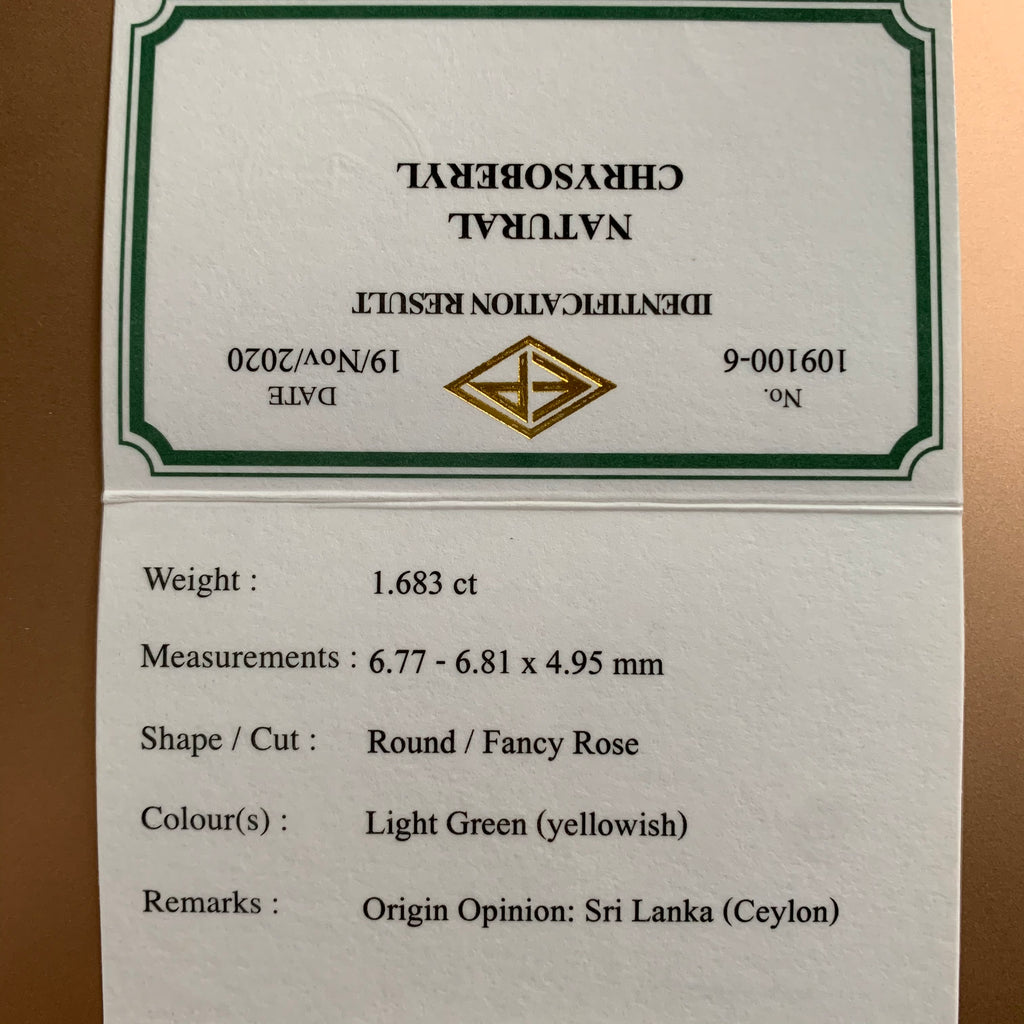 No.
109100-6
DATE
19/Nov/2020
IDENTIFICATION RESULT
NATURAL
CHRYSOBERYL
Weight : 1.683 ct
Measurements : 6.77 - 6.81 x 4.95 mm
Shape / Cut : Round / Fancy Rose
Colour(s) : Light Green (yellowish)
Remarks : Origin Opinion: Sri Lanka (Ceylon)